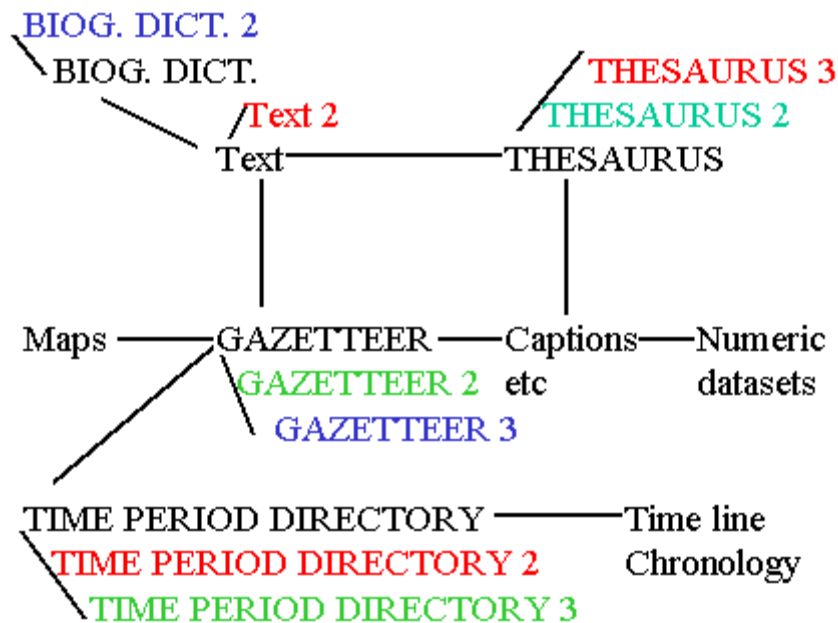 BIOG. DICT. 2
BIOG. DICT.
THESAURUS 3
Text 2
THESAURUS 2
Text
THESAURUS
Maps
GAZETTEER
Captions
etc
Numeric
datasets
GAZETTEER 2
GAZETTEER 3
TIME PERIOD DIRECTORY
Time line
Chronology
TIME PERIOD DIRECTORY 2
TIME PERIOD DIRECTORY 3